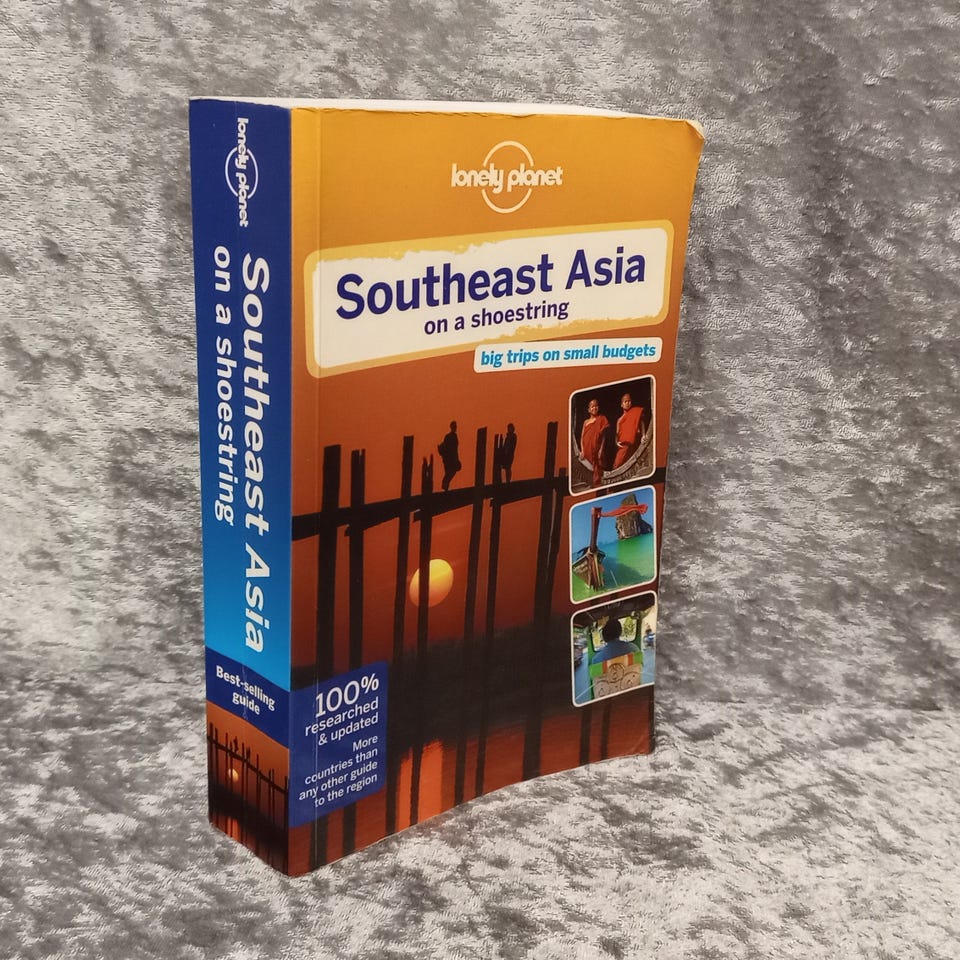 lonely planet
Southeast Asia
on a shoestring
Best-selling
guide
lonely planet
Southeast Asia
on a shoestring
big trips on small budgets
100%
researched
& updated
More
countries than
any other guide
to the region